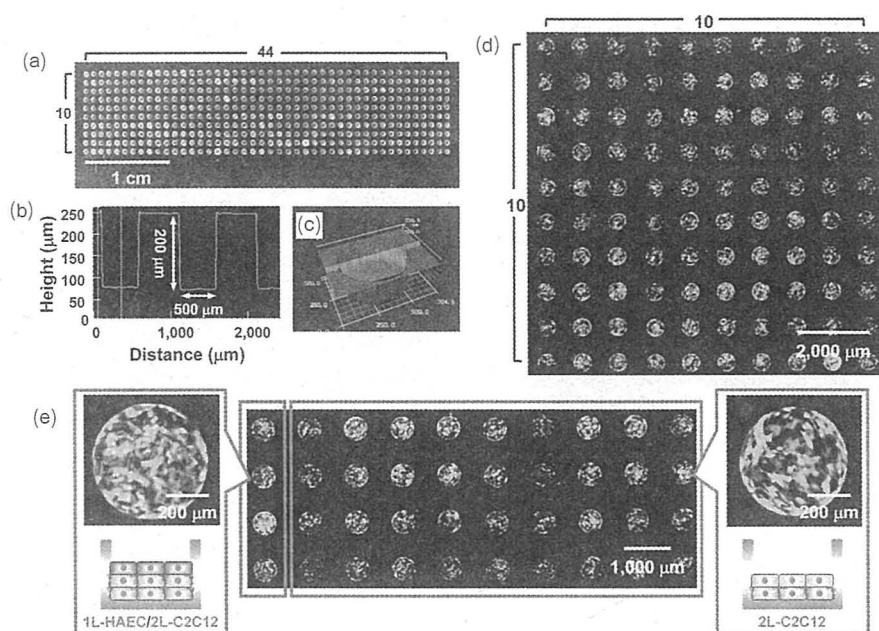 (a)
44
10
1 cm
(b)
Height (μm)
250
200
150
100
50
0
200 μm
500 μm
0
1,000
2,000
Distance (μm)
(c)
(d)
10
10
2,000 μm
(e)
200 μm
1L-HAEC/2L-C2C12
1,000 μm
200 μm
2L-C2C12